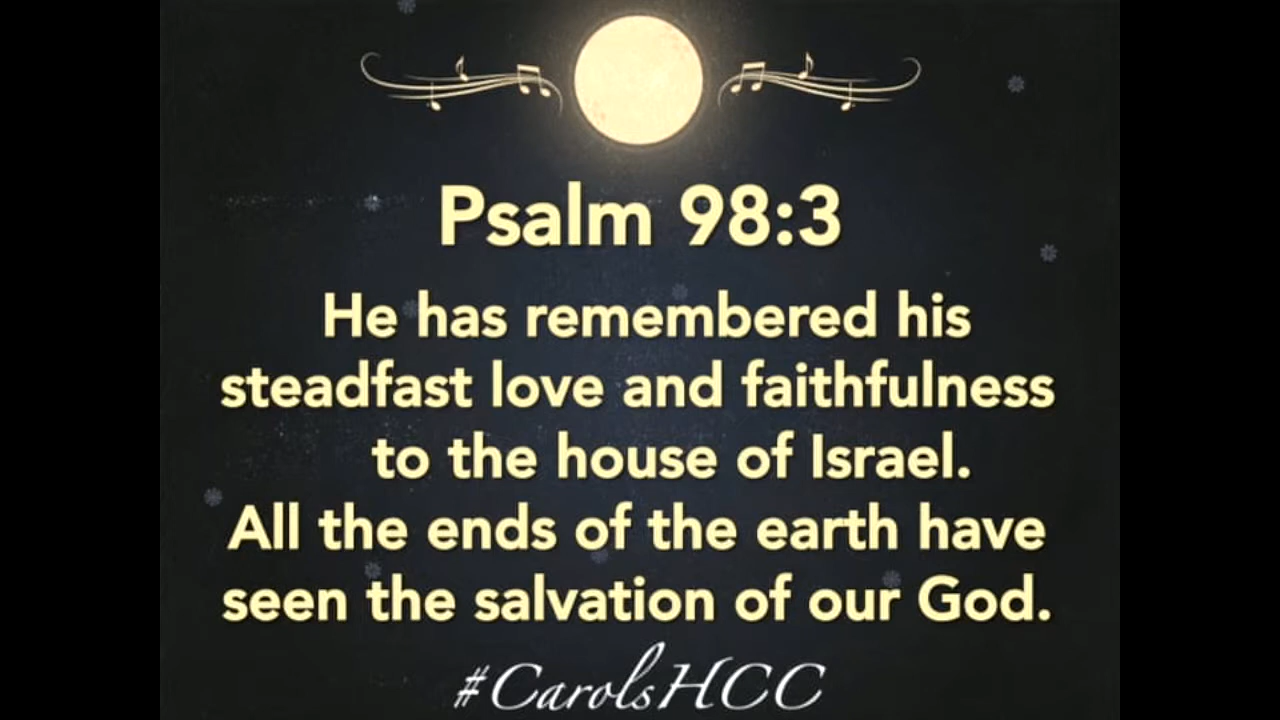 Psalm 98:3
He has remembered his
steadfast love and faithfulness
to the house of Israel.
All the ends of the earth have
seen the salvation of our God.
#CarolsHCC